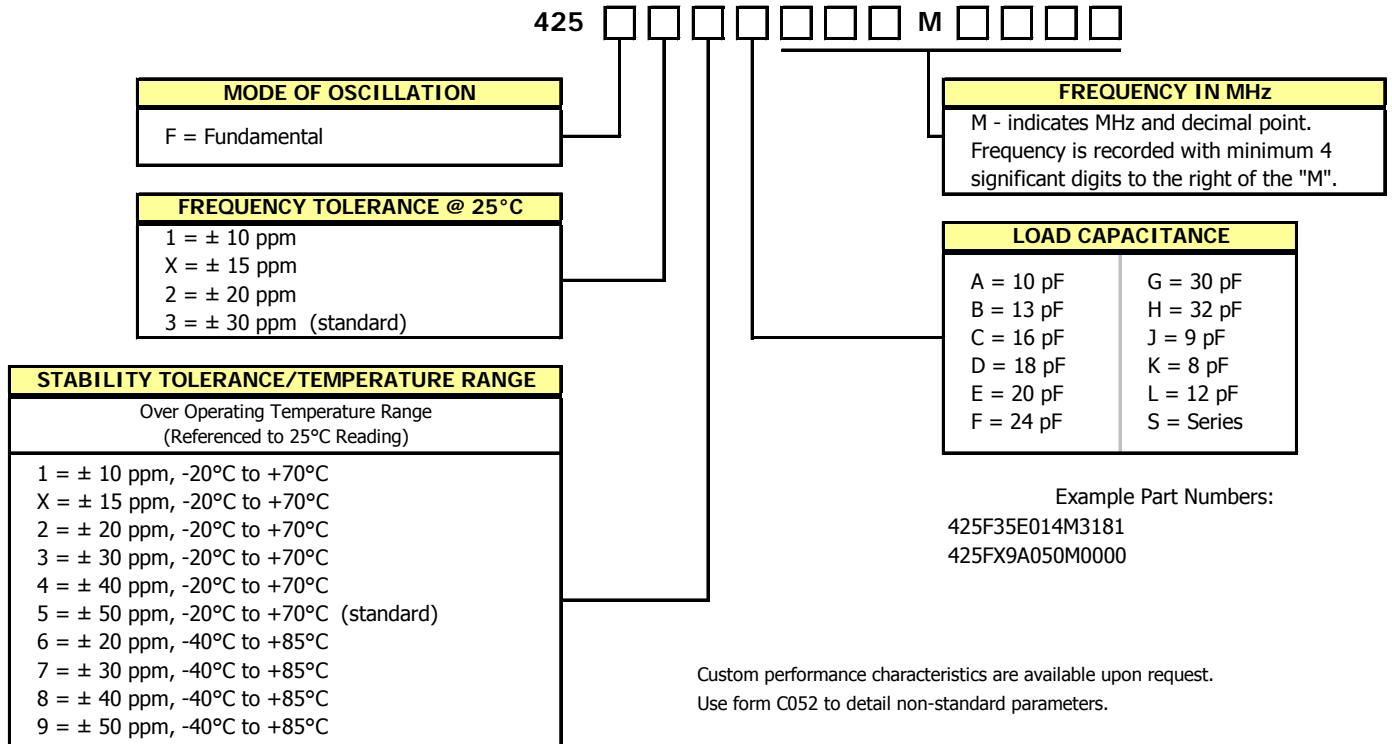 425 M
MODE OF OSCILLATION
F = Fundamental
FREQUENCY TOLERANCE @ 25°C
1 = ± 10 ppm
X = ± 15 ppm
2 = ± 20 ppm
3 = ± 30 ppm (standard)
STABILITY TOLERANCE/TEMPERATURE RANGE
Over Operating Temperature Range
(Referenced to 25°C Reading)
1 = ± 10 ppm, -20°C to +70°C
X = ± 15 ppm, -20°C to +70°C
2 = ± 20 ppm, -20°C to +70°C
3 = ± 30 ppm, -20°C to +70°C
4 = ± 40 ppm, -20°C to +70°C
5 = ± 50 ppm, -20°C to +70°C (standard)
6 = ± 20 ppm, -40°C to +85°C
7 = ± 30 ppm, -40°C to +85°C
8 = ± 40 ppm, -40°C to +85°C
9 = ± 50 ppm, -40°C to +85°C
FREQUENCY IN MHz
M - indicates MHz and decimal point.
Frequency is recorded with minimum 4
significant digits to the right of the "M".
LOAD CAPACITANCE
A = 10 pF
B = 13 pF
C = 16 pF
D = 18 pF
E = 20 pF
F = 24 pF
G = 30 pF
H = 32 pF
J = 9 pF
K = 8 pF
L = 12 pF
S = Series
Example Part Numbers:
425F35E014M3181
425FX9A050M0000
Custom performance characteristics are available upon request.
Use form C052 to detail non-standard parameters.